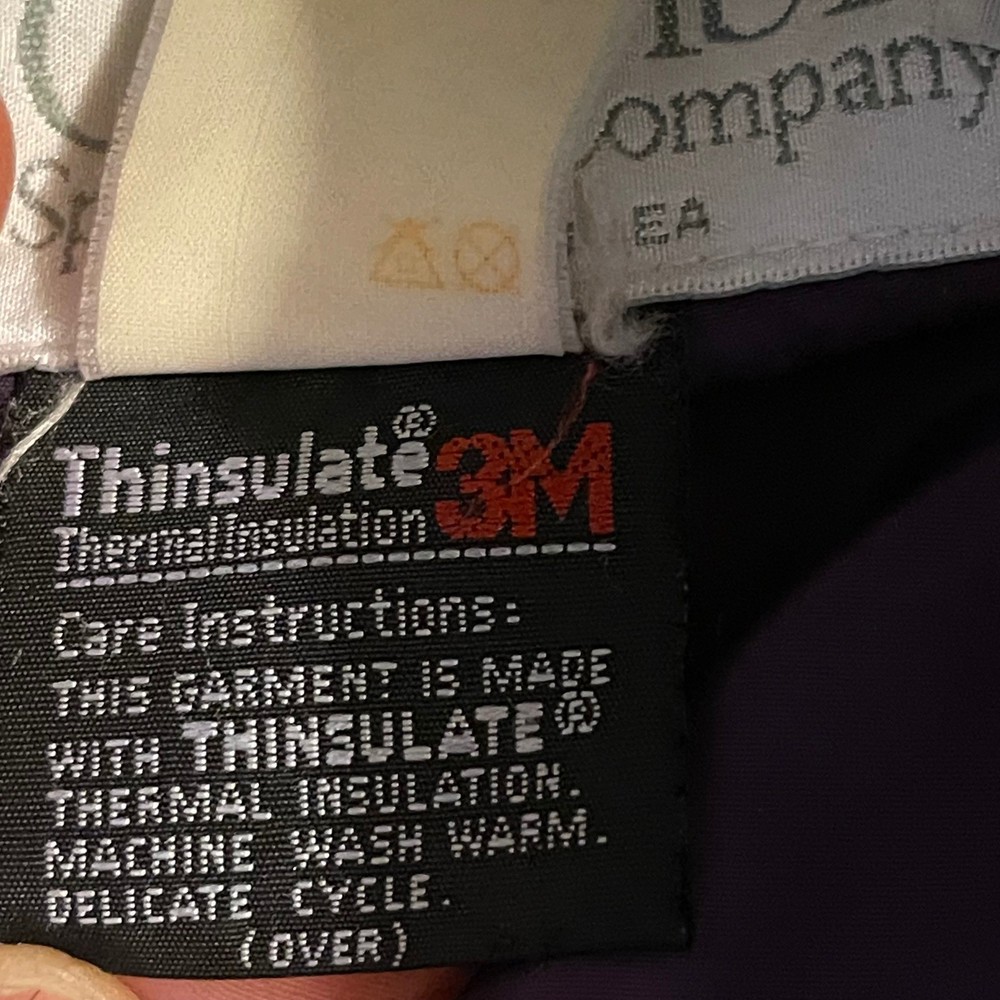 ompany
EA
Thinsulate® 3M
Thermal Insulation
Care Instructions:
THIS GARMENT IS MADE
WITH THINSULATE®
THERMAL INSULATION.
MACHINE WASH WARM.
DELICATE CYCLE.
(OVER)